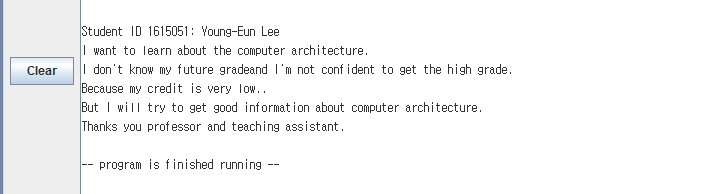 Student ID 1615051: Young-Eun Lee
I want to learn about the computer architecture.
Clear
I don't know my future gradeand I'm not confident to get the high grade.
Because my credit is very low..
But I will try to get good information about computer architecture.
Thanks you professor and teaching assistant.
-- program is finished running --